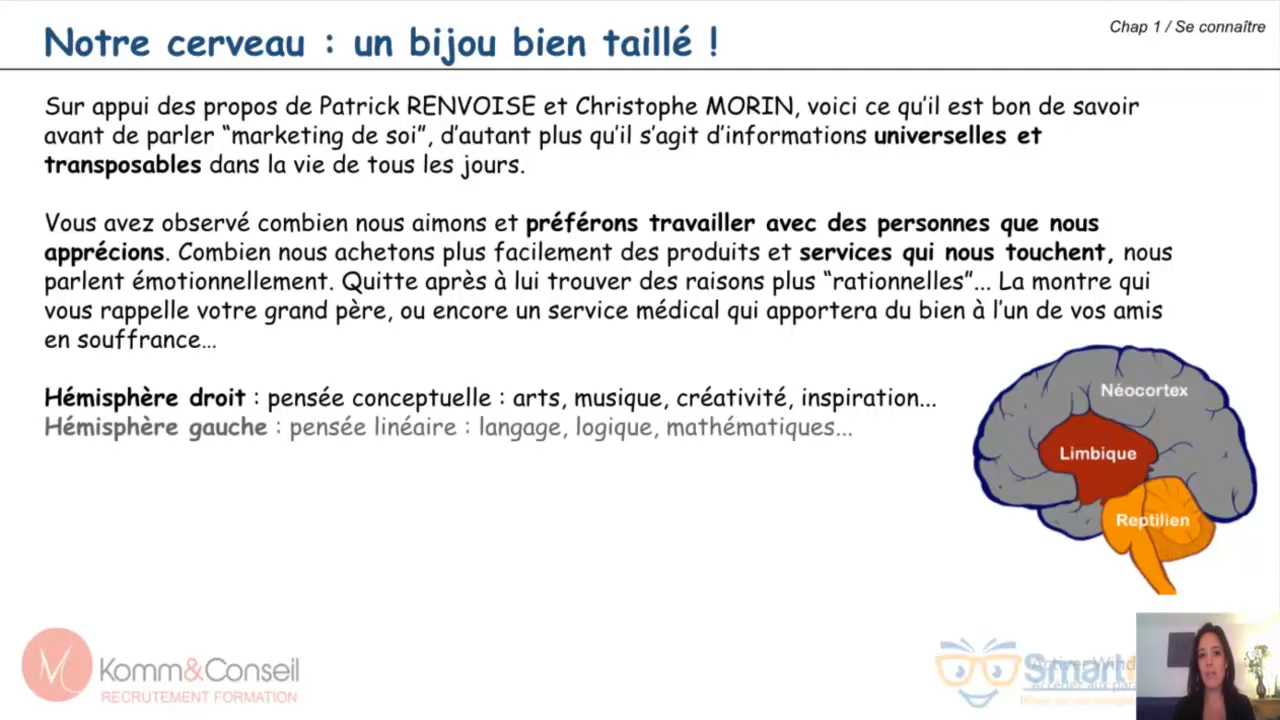 Notre cerveau : un bijou bien taillé !
Chap 1 / Se connaître
Sur appui des propos de Patrick RENVOISE et Christophe MORIN, voici ce qu'il est bon de savoir
avant de parler “marketing de soi”, d'autant plus qu'il s'agit d'informations universelles et
transposables dans la vie de tous les jours.
Vous avez observé combien nous aimons et préférons travailler avec des personnes que nous
apprécions. Combien nous achetons plus facilement des produits et services qui nous touchent, nous
parlent émotionnellement. Quitte après à lui trouver des raisons plus “rationnelles”... La montre qui
vous rappelle votre grand père, ou encore un service médical qui apportera du bien à l'un de vos amis
en souffrance…
Hémisphère droit : pensée conceptuelle : arts, musique, créativité, inspiration...
Hémisphère gauche : pensée linéaire : langage, logique, mathématiques...
Néocortex
Limbique
Reptilien
Komm&Conseil
RECRUTEMENT FORMATION
Smart
Activer Wind
Accédez aux par